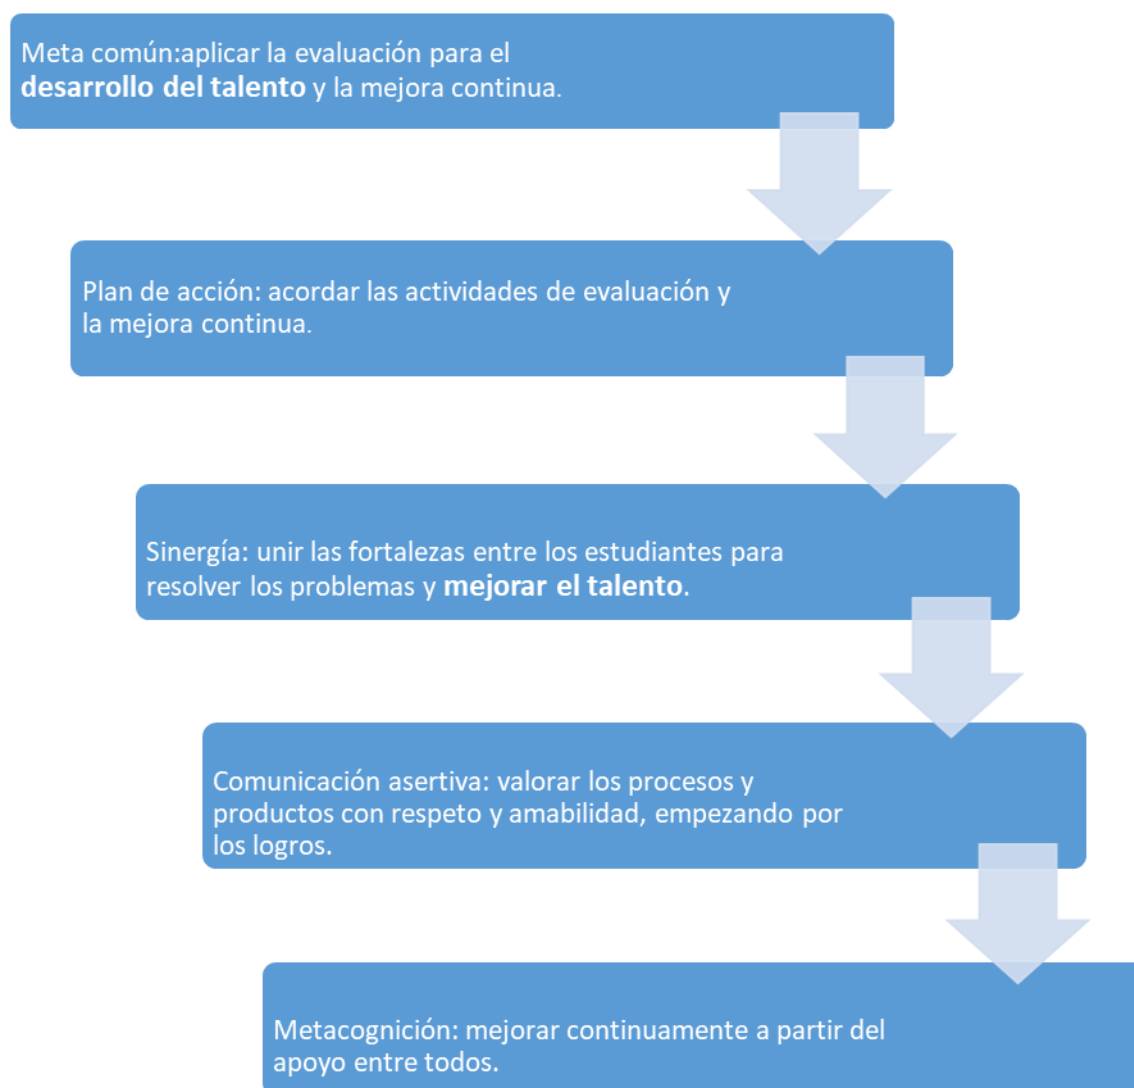 Meta común:aplicar la evaluación para el
desarrollo del talento y la mejora continua.
Plan de acción: acordar las actividades de evaluación y
la mejora continua.
Sinergía: unir las fortalezas entre los estudiantes para
resolver los problemas y mejorar el talento.
Comunicación asertiva: valorar los procesos y
productos con respeto y amabilidad, empezando por
los logros.
Metacognición: mejorar continuamente a partir del
apoyo entre todos.